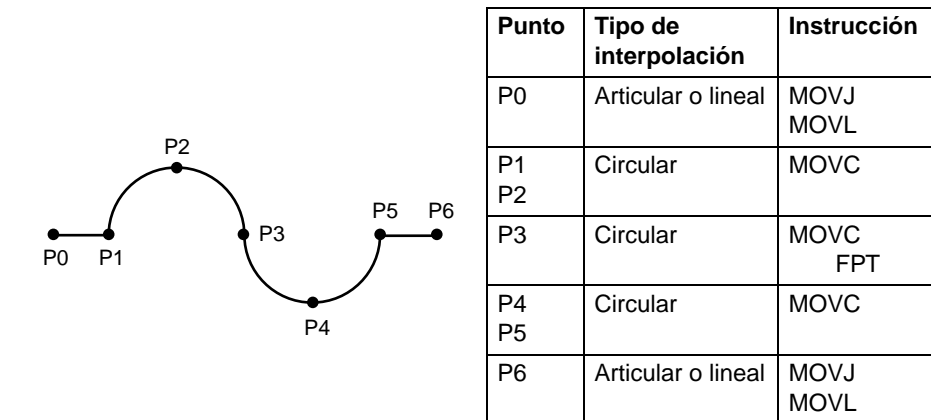 P2
P5 P6
P3
P0 P1
P4
Punto Tipo de interpolación Instrucción
P0 Articular o lineal MOVJ
MOVL
P1 Circular MOVC
P2
P3 Circular MOVC
FPT
P4 Circular MOVC
P5
P6 Articular o lineal MOVJ
MOVL